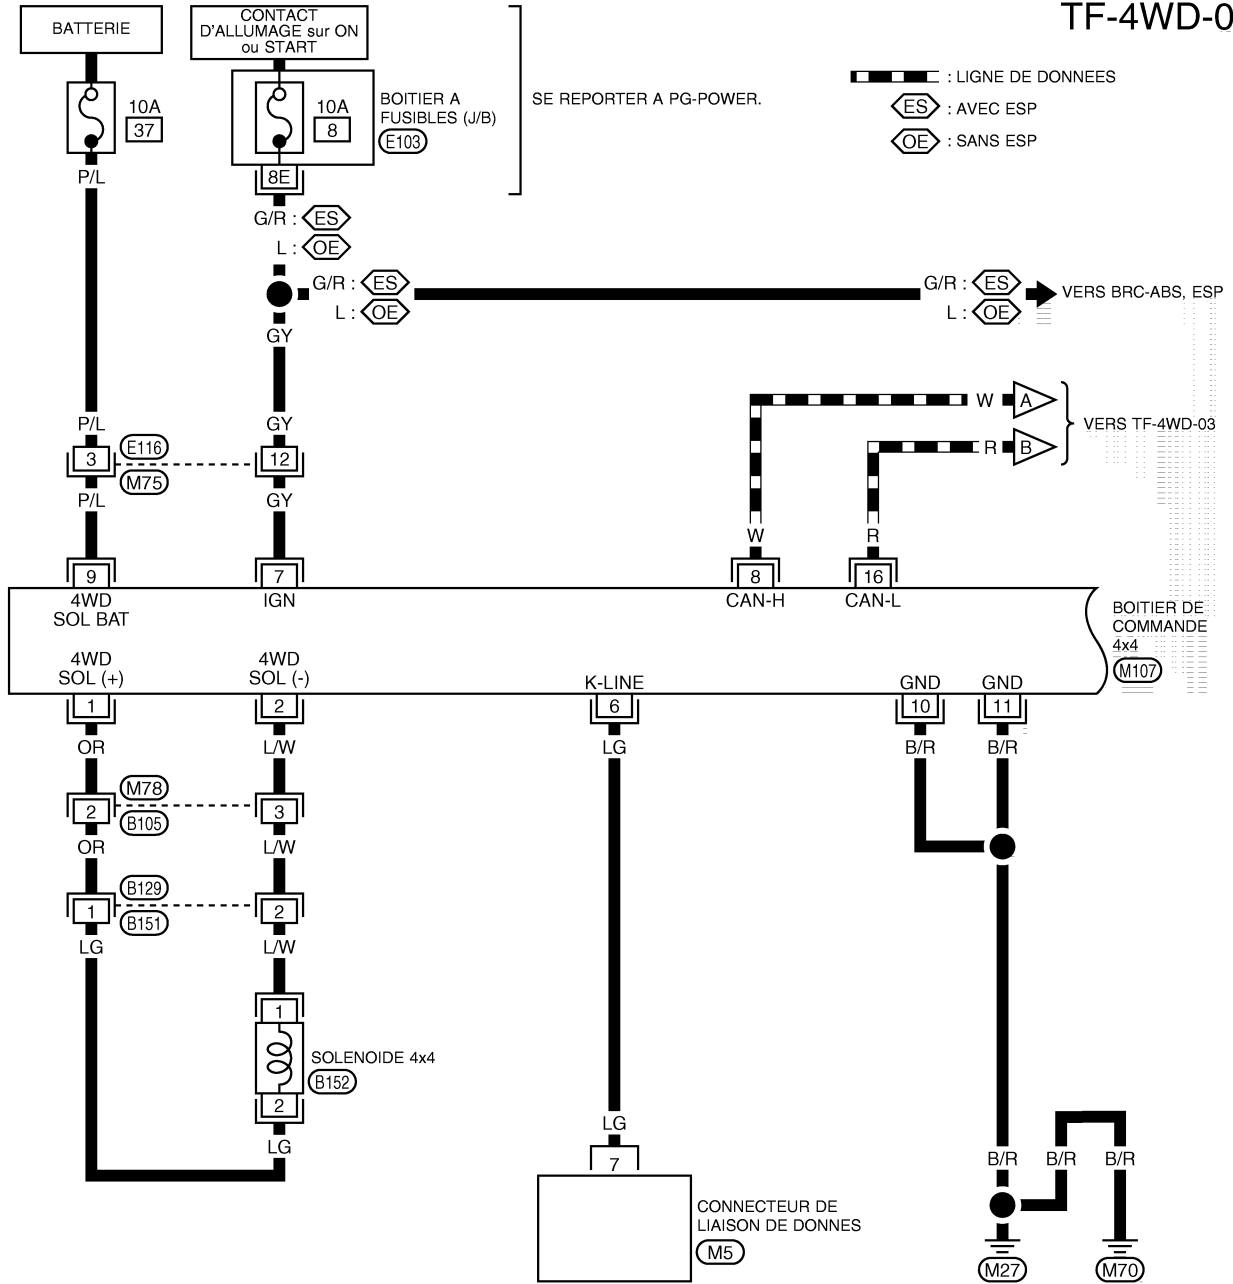 TF-4WD-0
BATTERIE
CONTACT
D'ALLUMAGE sur ON
ou START
10A
37
10A
8
BOITIER A
FUSIBLES (J/B)
E103
SE REPORTER A PG-POWER.
: LIGNE DE DONNEES
ES : AVEC ESP
OE : SANS ESP
8E
P/L
G/R : ES
L : OE
G/R : ES
L : OE
G/R : ES
L : OE
VERS BRC-ABS, ESP
GY
P/L
GY
3
E116
M75
12
P/L
GY
W
A
R
B
VERS TF-4WD-03
W
R
9
7
8
16
4WD
SOL BAT
IGN
CAN-H
CAN-L
BOITIER DE
COMMANDE
4x4
M107
4WD
SOL (+)
4WD
SOL (-)
K-LINE
GND
GND
1
2
6
10
11
OR
L/W
LG
B/R
B/R
2
M78
B105
3
OR
L/W
1
B129
B151
2
LG
L/W
1
SOLENOIDE 4x4
B152
2
LG
LG
7
CONNECTEUR DE
LIAISON DE DONNES
M5
B/R
B/R
B/R
M27
M70